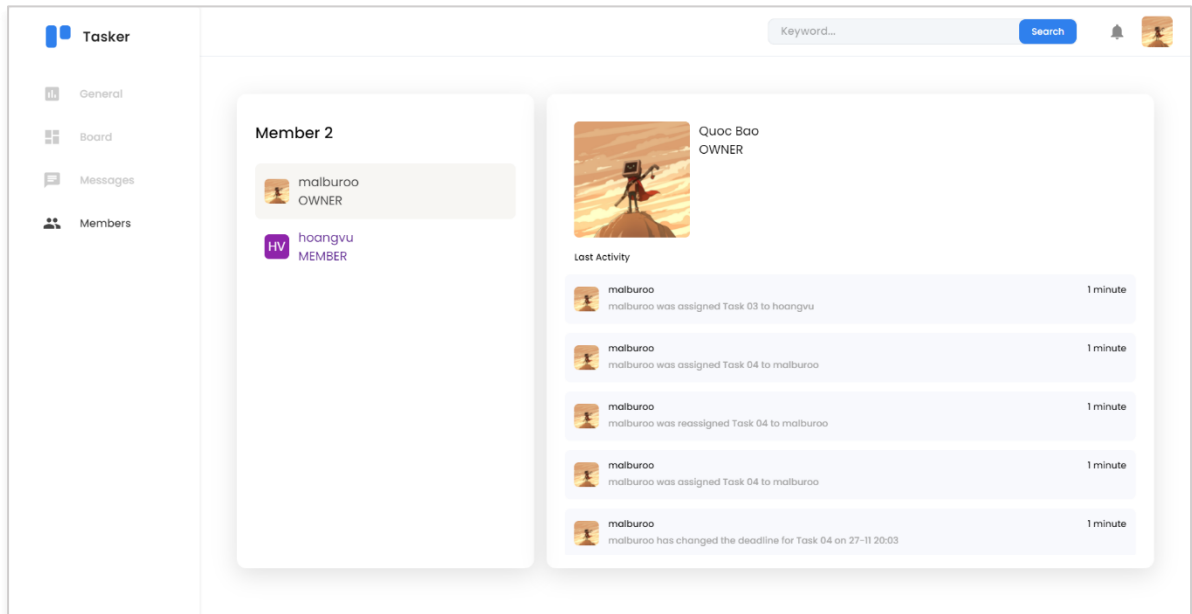 Tasker
Keyword...
Search
General
Board
Messages
Members
Member 2
malburoo
OWNER
HV
hoangvu
MEMBER
Quoc Bao
OWNER
Last Activity
malburoo
1 minute
malburoo was assigned Task 03 to hoangvu
malburoo
1 minute
malburoo was assigned Task 04 to malburoo
malburoo
1 minute
malburoo was reassigned Task 04 to malburoo
malburoo
1 minute
malburoo was assigned Task 04 to malburoo
malburoo
1 minute
malburoo has changed the deadline for Task 04 on 27-11 20:03